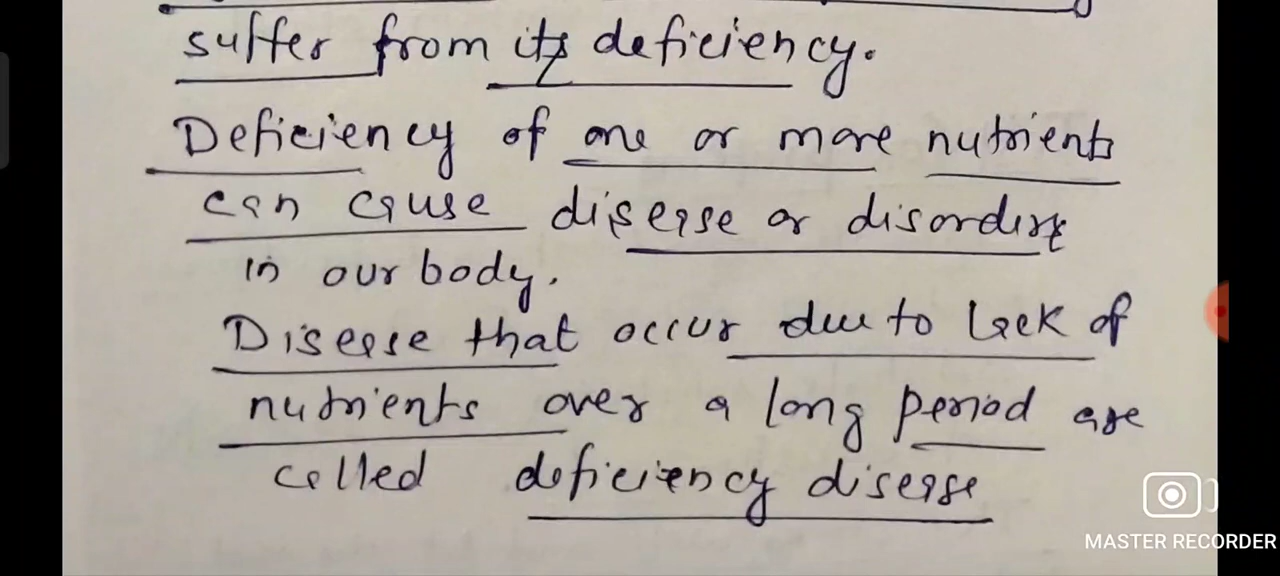 suffer from its deficiency.
Deficiency of one or more nutrients
can cause disease or disorders
in our body.
Disease that occur due to lack of
nutrients over a long period are
called deficiency disease
MASTER RECORDER